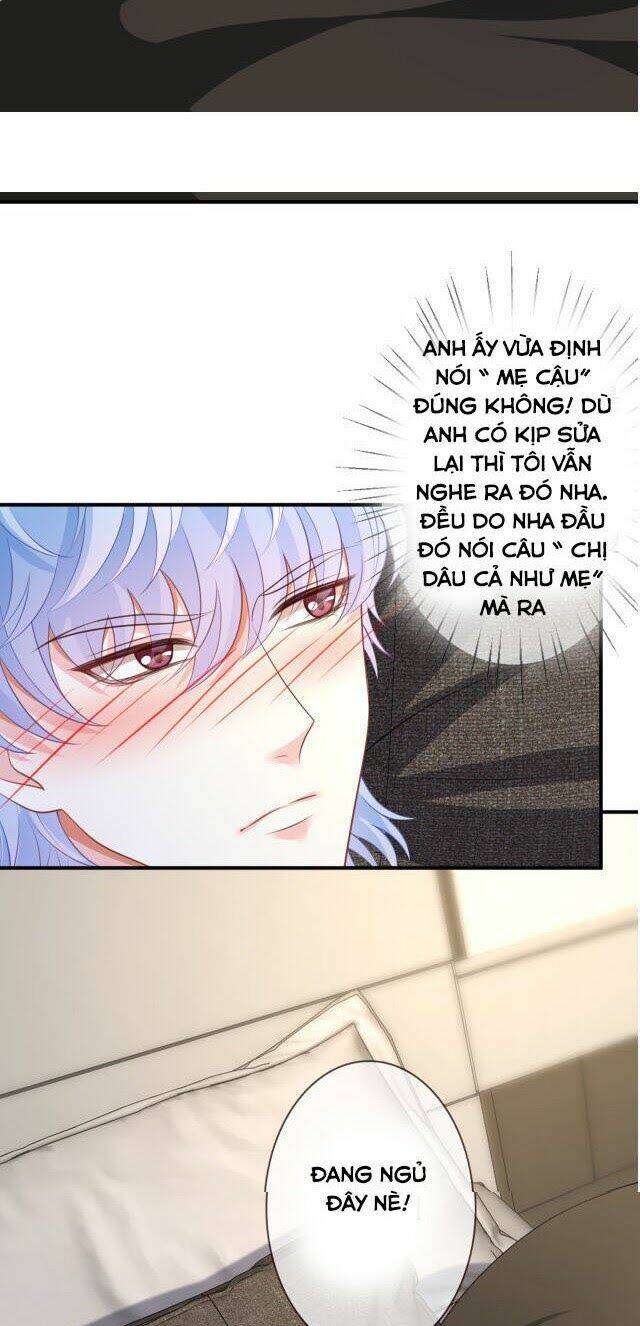 ANH ẤY VỪA ĐỊNH
NÓI " MẸ CẬU"
ĐÚNG KHÔNG! DÙ
ANH CÓ KỊP SỬA
LẠI THÌ TÔI VẪN
NGHE RA ĐÓ NHA.
ĐỀU DO NHA ĐẦU
ĐÓ NÓI CÂU " CHỊ
DÂU CẢ NHƯ MẸ"
MÀ RA
ĐANG NGỦ
ĐÂY NÈ!